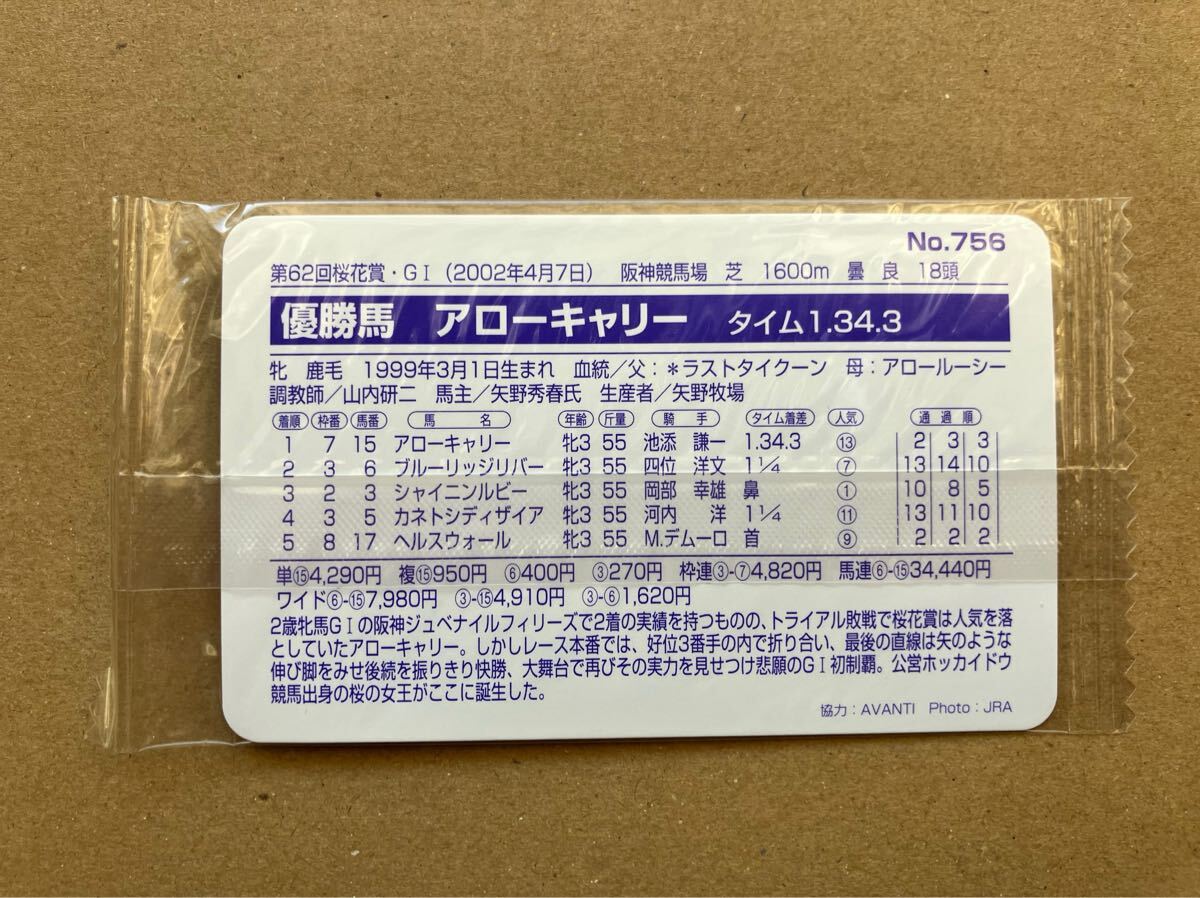 No.756
第62回桜花賞・GⅠ(2002年4月7日) 阪神競馬場 芝 1600m 曇 良 18頭
優勝馬 アローキャリー タイム1.34.3
牝 鹿毛 1999年3月1日生まれ 血統／父：＊ラストタイクーン 母：アロールーシー
調教師／山内研二 馬主／矢野秀春氏 生産者／矢野牧場
着順 枠番 馬番 馬名 年齢 斤量 騎手 タイム着差 人気 通過順
1 7 15 アローキャリー 牝3 55 池添 謙一 1.34.3 ⑬ 2 3 3
2 3 6 ブルーリッジリバー 牝3 55 四位 洋文 1¼ ⑦ 13 14 10
3 2 3 シャイニンルビー 牝3 55 岡部 幸雄 鼻 ① 10 8 5
4 3 5 カネトシディザイア 牝3 55 河内 洋 1¼ ⑪ 13 11 10
5 8 17 ヘルスウォール 牝3 55 M.デムーロ 首 ⑨ 2 2 2
単⑮4,290円 複⑮950円 ⑥400円 ③270円 枠連③-⑦4,820円 馬連⑥-⑮34,440円
ワイド⑥-⑮7,980円 ③-⑮4,910円 ③-⑥1,620円
2歳牝馬GⅠの阪神ジュベナイルフィリーズで2着の実績を持つものの、トライアル敗戦で桜花賞は人気を落
としていたアローキャリー。しかしレース本番では、好位3番手の内で折り合い、最後の直線は矢のような
伸び脚をみせ後続を振りきり快勝、大舞台で再びその実力を見せつけ悲願のGⅠ初制覇。公営ホッカイドウ
競馬出身の桜の女王がここに誕生した。
協力：AVANTI Photo：JRA